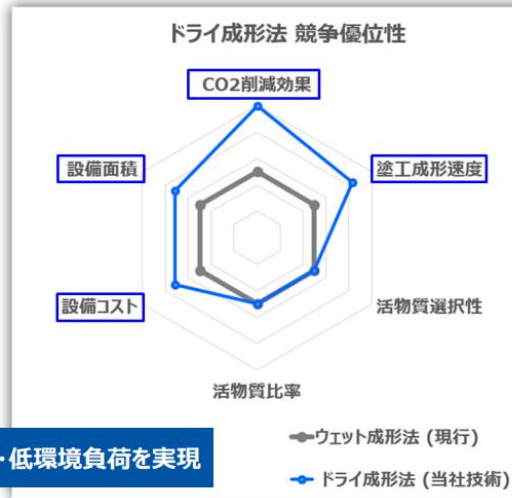 ドライ成形法 競争優位性
CO2削減効果
設備面積
塗工成形速度
設備コスト
活物質選択性
活物質比率
・低環境負荷を実現
ウェット成形法 (現行)
ドライ成形法 (当社技術)